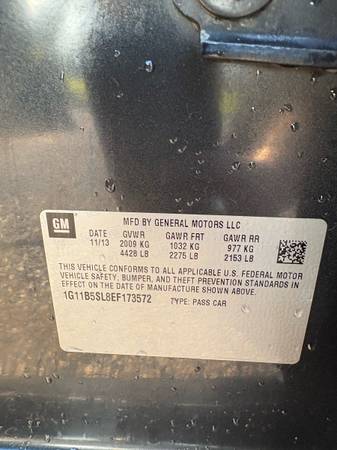 GM
MFD BY GENERAL MOTORS LLC
DATE GVWR GAWR FRT GAWR RR
11/13 2009 KG 1032 KG 977 KG
4428 LB 2275 LB 2153 LB
THIS VEHICLE CONFORMS TO ALL APPLICABLE U.S. FEDERAL MOTOR
VEHICLE SAFETY, BUMPER, AND THEFT PREVENTION STANDARDS IN
EFFECT ON THE DATE OF MANUFACTURE SHOWN ABOVE.
1G11B5SL8EF173572 TYPE: PASS CAR